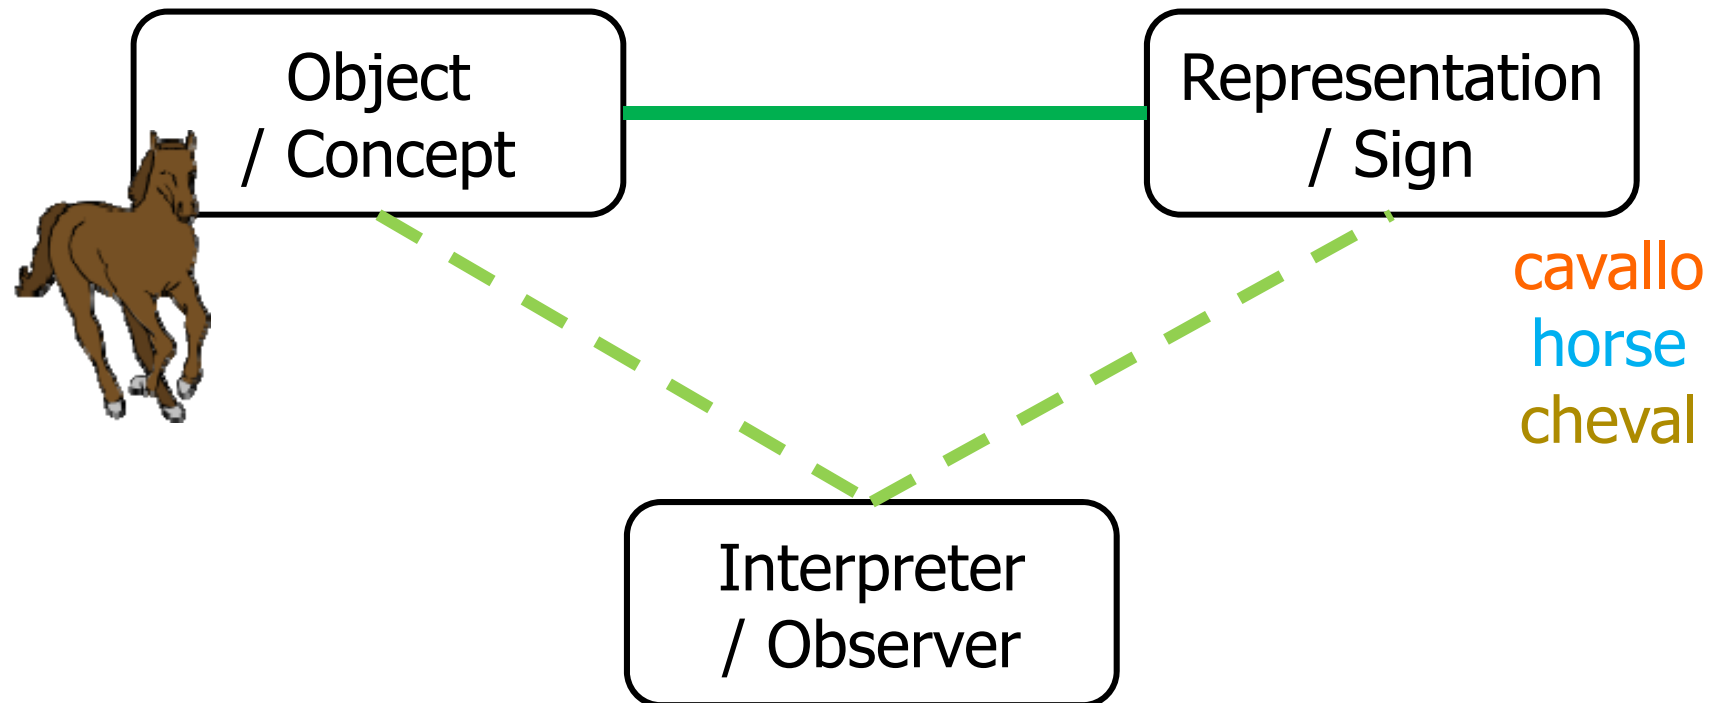 Object
/ Concept
Representation
/ Sign
cavallo
horse
cheval
Interpreter
/ Observer